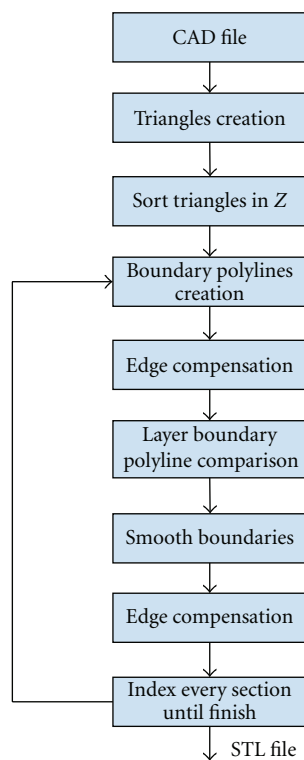 CAD file
Triangles creation
Sort triangles in Z
Boundary polylines
creation
Edge compensation
Layer boundary
polyline comparison
Smooth boundaries
Edge compensation
Index every section
until finish
STL file